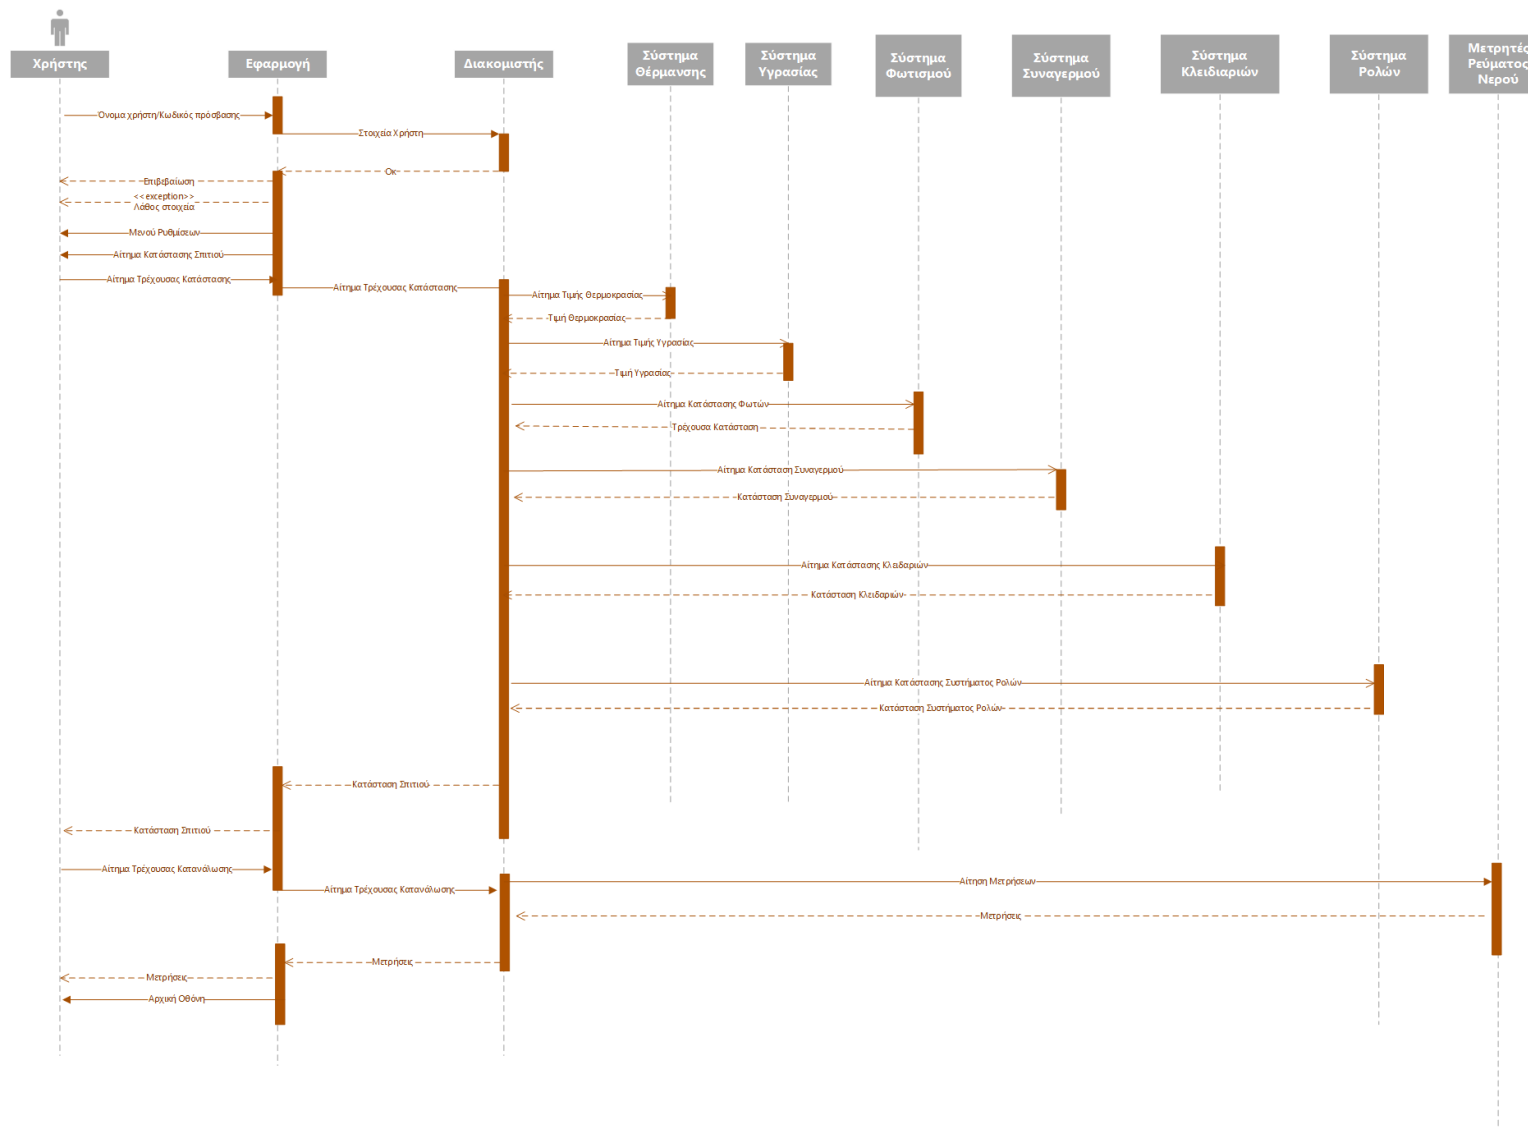 Χρήστης
Εφαρμογή
Διακομιστής
Σύστημα
Θέρμανσης
Σύστημα
Υγρασίας
Σύστημα
Φωτισμού
Σύστημα
Συναγερμού
Σύστημα
Κλειδιαριών
Σύστημα
Ρολών
Μετρητές
Ρεύματος
Νερού
Όνομα χρήστη/Κωδικός πρόσβασης
Στοιχεία Χρήστη
Οκ
Επιβεβαίωση
<<exception>>
Λάθος στοιχεία
Μενού Ρυθμίσεων
Αίτημα Κατάστασης Σπιτιού
Αίτημα Τρέχουσας Κατάστασης
Αίτημα Τρέχουσας Κατάστασης
Αίτημα Τιμής Θερμοκρασίας
Τιμή Θερμοκρασίας
Αίτημα Τιμής Υγρασίας
Τιμή Υγρασίας
Αίτημα Κατάστασης Φωτών
Τρέχουσα Κατάσταση
Αίτημα Κατάσταση Συναγερμού
Κατάσταση Συναγερμού
Αίτημα Κατάστασης Κλειδαριών
Κατάσταση Κλειδαριών
Αίτημα Κατάστασης Συστήματος Ρολών
Κατάσταση Συστήματος Ρολών
Κατάσταση Σπιτιού
Κατάσταση Σπιτιού
Αίτημα Τρέχουσας Κατανάλωσης
Αίτημα Τρέχουσας Κατανάλωσης
Αίτηση Μετρήσεων
Μετρήσεις
Μετρήσεις
Μετρήσεις
Αρχική Οθόνη